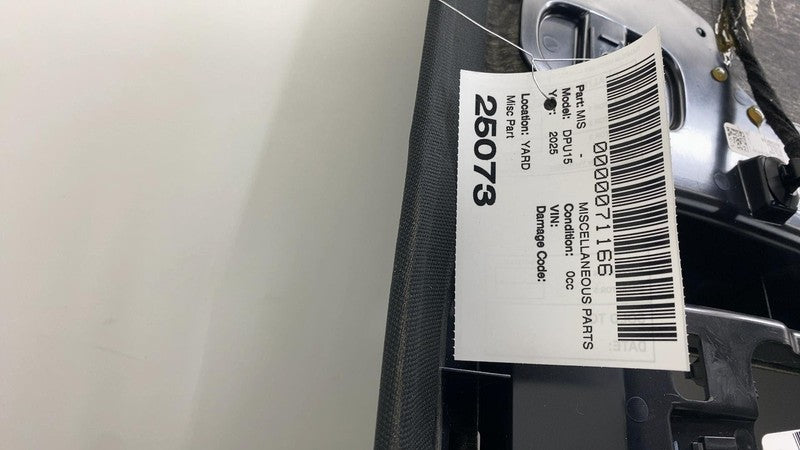 0000071166
Part: MIS - MISCELLANEOUS PARTS
Model: DPU15 Condition: 0cc
2025 VIN:
Damage Code:
Location: YARD
Misc Part
25073
DATE: